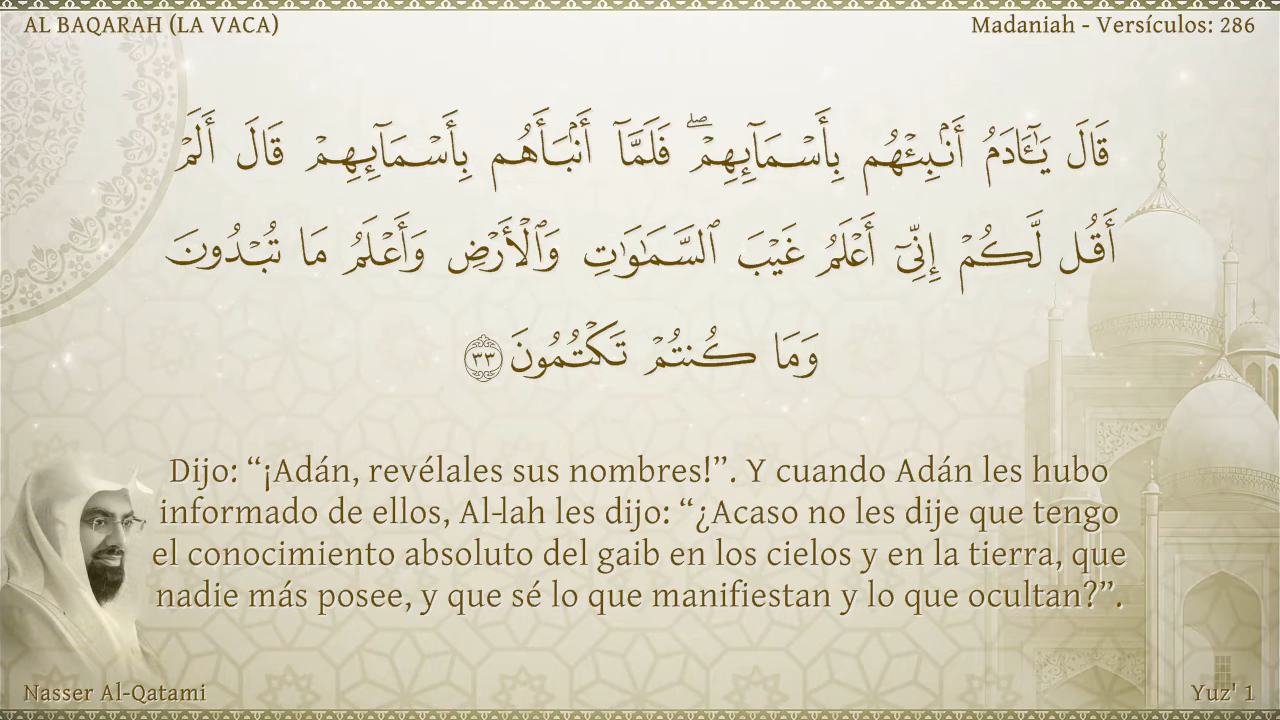 AL BAQARAH (LA VACA)
Madaniah - Versículos: 286
قَالَ يَـٰٓـَٔادَمُ أَنۢبِئْهُم بِأَسْمَآئِهِمْ ۖ فَلَمَّآ أَنۢبَأَهُم بِأَسْمَآئِهِمْ قَالَ أَلَمْ
أَقُل لَّكُمْ إِنِّىٓ أَعْلَمُ غَيْبَ ٱلسَّمَـٰوَٰتِ وَٱلْأَرْضِ وَأَعْلَمُ مَا تُبْدُونَ
وَمَا كُنتُمْ تَكْتُمُونَ ٣٣
Dijo: “¡Adán, revélales sus nombres!”. Y cuando Adán les hubo
informado de ellos, Al-lah les dijo: “¿Acaso no les dije que tengo
el conocimiento absoluto del gaib en los cielos y en la tierra, que
nadie más posee, y que sé lo que manifiestan y lo que ocultan?”.
Nasser Al-Qatami
Yuz' 1